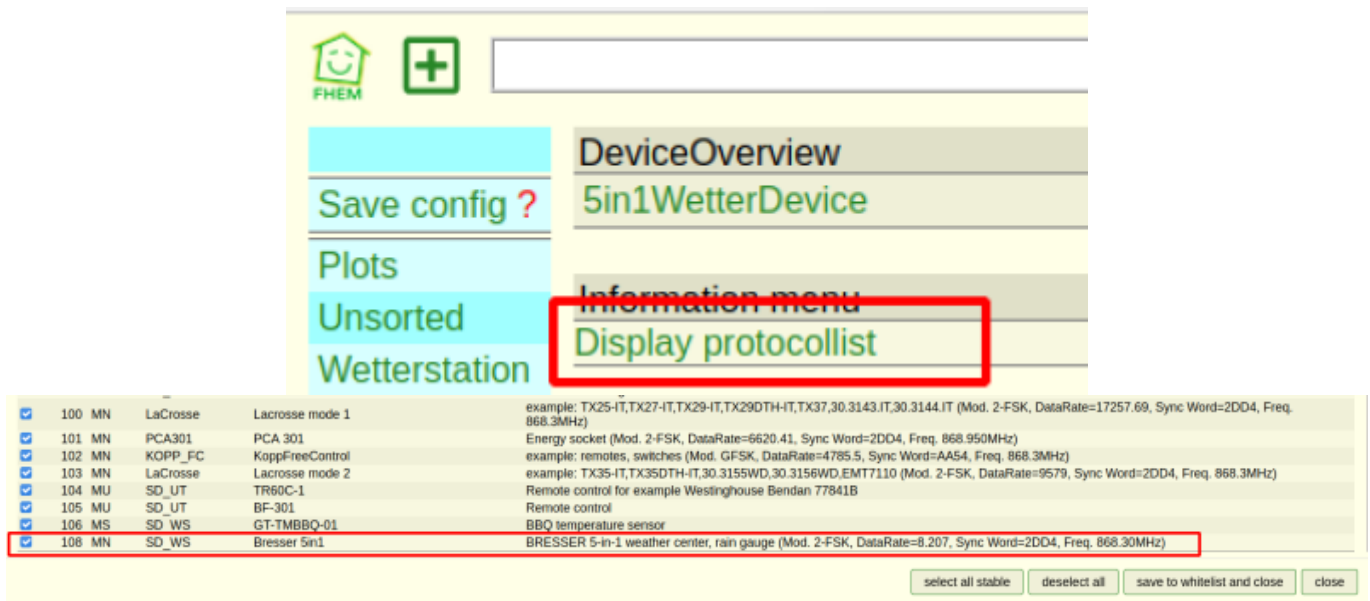 FHEM
DeviceOverview
Save config ?
5in1WetterDevice
Plots
Unsorted
Wetterstation
Information menu
Display protocollist
100 MN LaCrosse Lacrosse mode 1 example: TX25-IT,TX27-IT,TX29-IT,TX29DTH-IT,TX37,30.3143.IT,30.3144.IT (Mod. 2-FSK, DataRate=17257.69, Sync Word=2DD4, Freq.
868.3MHz)
101 MN PCA301 PCA 301 Energy socket (Mod. 2-FSK, DataRate=6620.41, Sync Word=2DD4, Freq. 868.950MHz)
102 MN KOPP_FC KoppFreeControl example: remotes, switches (Mod. GFSK, DataRate=4785.5, Sync Word=AA54, Freq. 868.3MHz)
103 MN LaCrosse Lacrosse mode 2 example: TX35-IT,TX35DTH-IT,30.3155WD,30.3156WD,EMT7110 (Mod. 2-FSK, DataRate=9579, Sync Word=2DD4, Freq. 868.3MHz)
104 MU SD_UT TR60C-1 Remote control for example Westinghouse Bendan 77841B
105 MU SD_UT BF-301 Remote control
106 MS SD_WS GT-TMBBQ-01 BBQ temperature sensor
108 MN SD_WS Bresser 5in1 BRESSER 5-in-1 weather center, rain gauge (Mod. 2-FSK, DataRate=8.207, Sync Word=2DD4, Freq. 868.30MHz)
select all stable deselect all save to whitelist and close close